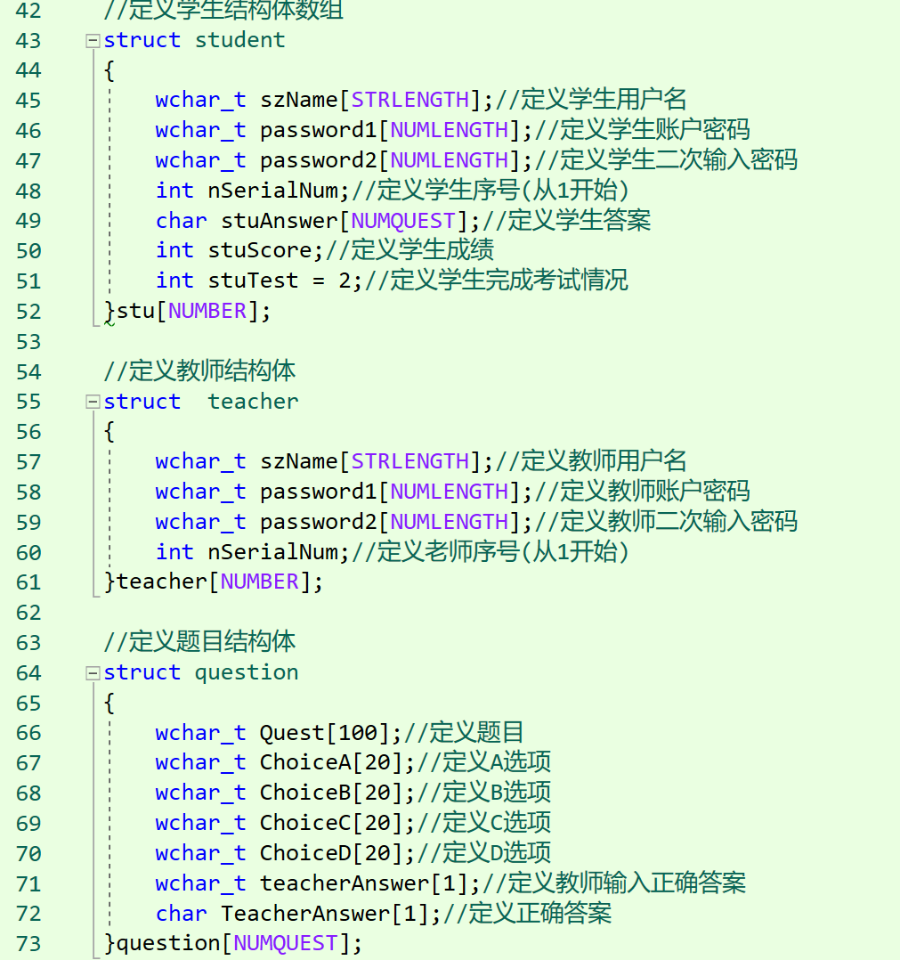 42 //定义学生结构体数组
43 struct student
44 {
45 wchar_t szName[STRLENGTH];//定义学生用户名
46 wchar_t password1[NUMLENGTH];//定义学生账户密码
47 wchar_t password2[NUMLENGTH];//定义学生二次输入密码
48 int nSerialNum;//定义学生序号(从1开始)
49 char stuAnswer[NUMQUEST];//定义学生答案
50 int stuScore;//定义学生成绩
51 int stuTest = 2;//定义学生完成考试情况
52 }stu[NUMBER];
53
54 //定义教师结构体
55 struct  teacher
56 {
57 wchar_t szName[STRLENGTH];//定义教师用户名
58 wchar_t password1[NUMLENGTH];//定义教师账户密码
59 wchar_t password2[NUMLENGTH];//定义教师二次输入密码
60 int nSerialNum;//定义老师序号(从1开始)
61 }teacher[NUMBER];
62
63 //定义题目结构体
64 struct question
65 {
66 wchar_t Quest[100];//定义题目
67 wchar_t ChoiceA[20];//定义A选项
68 wchar_t ChoiceB[20];//定义B选项
69 wchar_t ChoiceC[20];//定义C选项
70 wchar_t ChoiceD[20];//定义D选项
71 wchar_t teacherAnswer[1];//定义教师输入正确答案
72 char TeacherAnswer[1];//定义正确答案
73 }question[NUMQUEST];